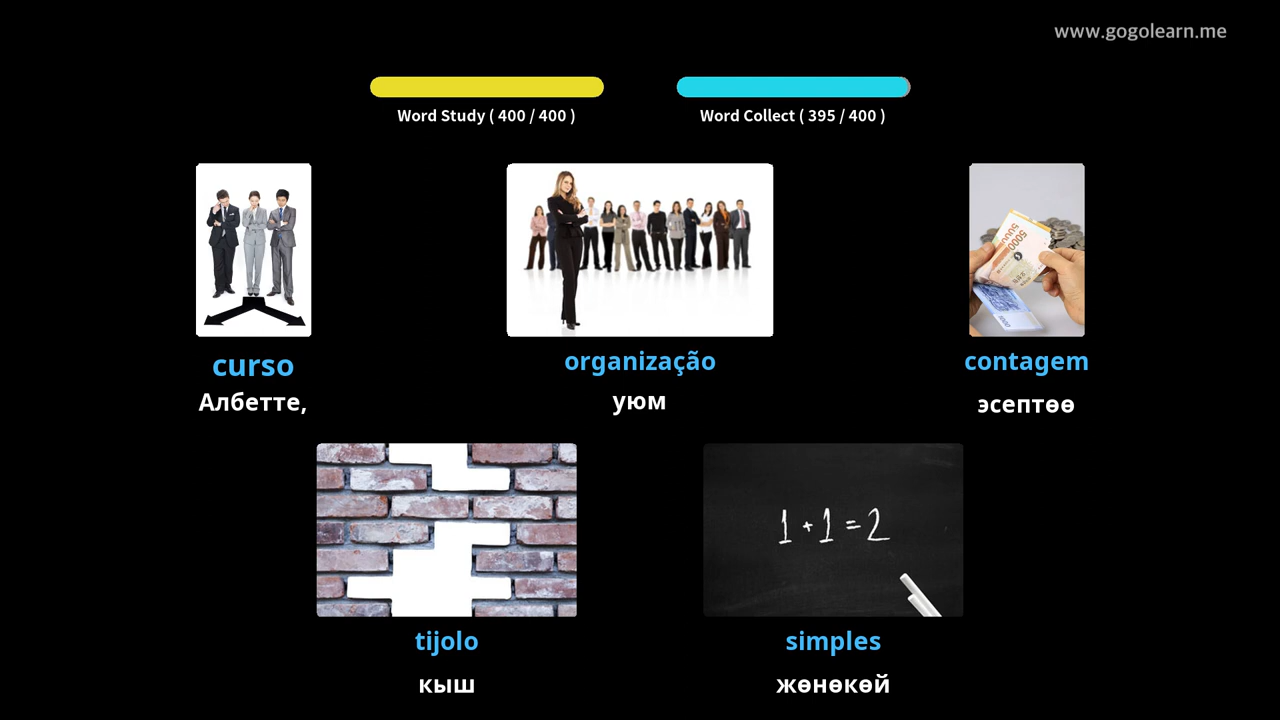 www.gogolearn.me
Word Study ( 400 / 400 )
Word Collect ( 395 / 400 )
curso
Албетте,
organização
уюм
contagem
эсептөө
5000
tijolo
кыш
1 + 1 = 2
simples
жөнөкөй